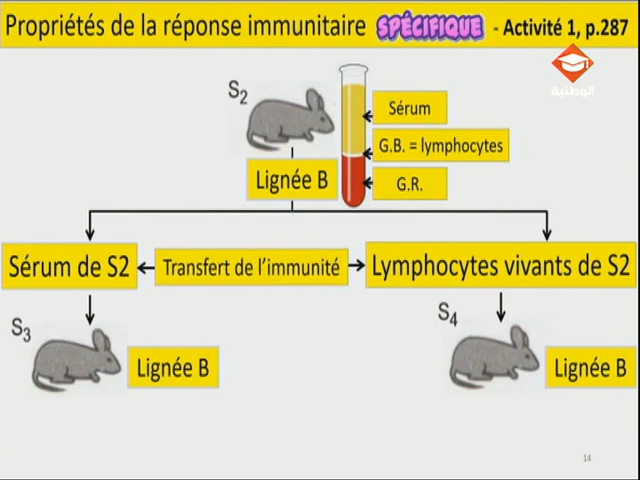 Propriétés de la réponse immunitaire SPÉCIFIQUE - Activité 1, p.287
الوطنية
S2
Sérum
G.B. = lymphocytes
Lignée B
G.R.
Sérum de S2
Transfert de l'immunité
Lymphocytes vivants de S2
S3
S4
Lignée B
Lignée B
14